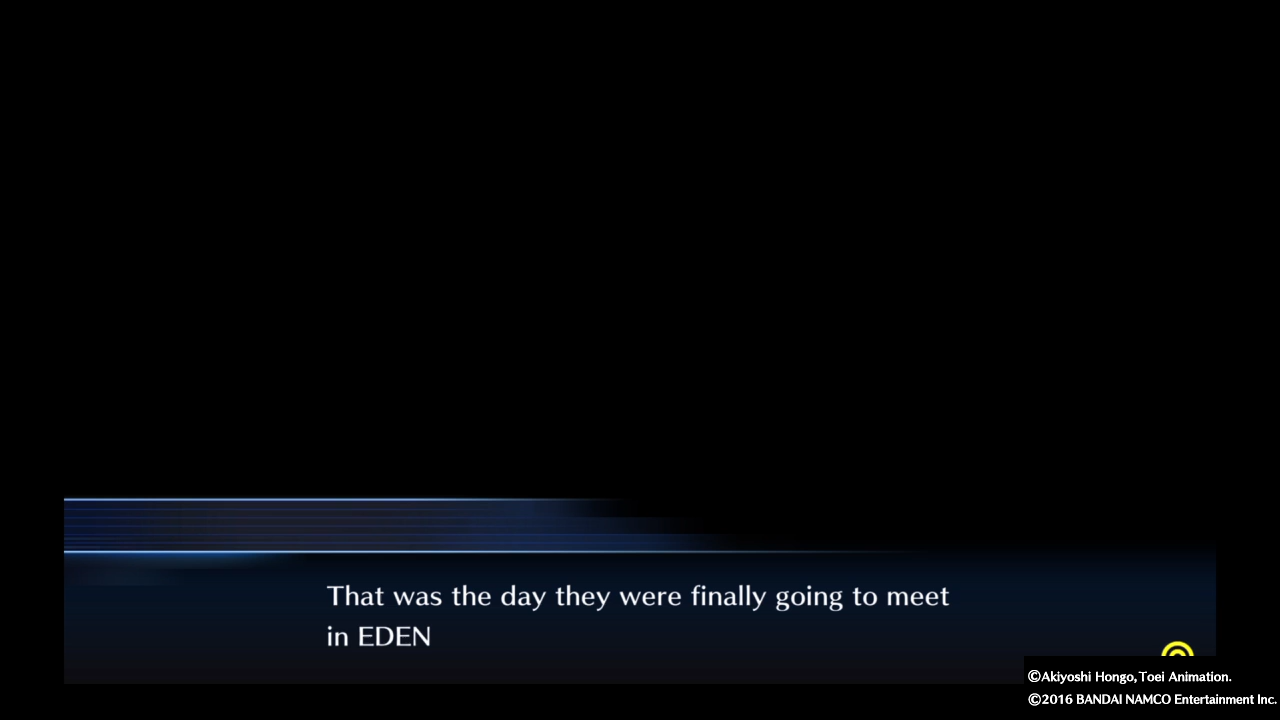 That was the day they were finally going to meet
in EDEN
©Akiyoshi Hongo, Toei Animation.
©2016 BANDAI NAMCO Entertainment Inc.